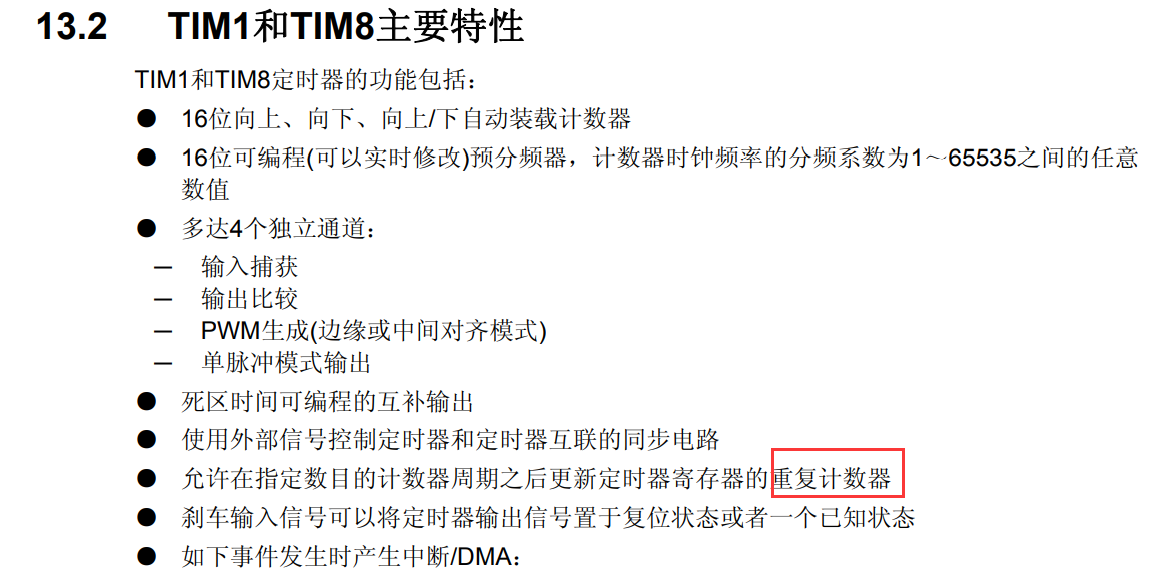 13.2 TIM1和TIM8主要特性
TIM1和TIM8定时器的功能包括：
● 16位向上、向下、向上/下自动装载计数器
● 16位可编程(可以实时修改)预分频器，计数器时钟频率的分频系数为1～65535之间的任意
数值
● 多达4个独立通道：
─ 输入捕获
─ 输出比较
─ PWM生成(边缘或中间对齐模式)
─ 单脉冲模式输出
● 死区时间可编程的互补输出
● 使用外部信号控制定时器和定时器互联的同步电路
● 允许在指定数目的计数器周期之后更新定时器寄存器的重复计数器
● 刹车输入信号可以将定时器输出信号置于复位状态或者一个已知状态
● 如下事件发生时产生中断/DMA：